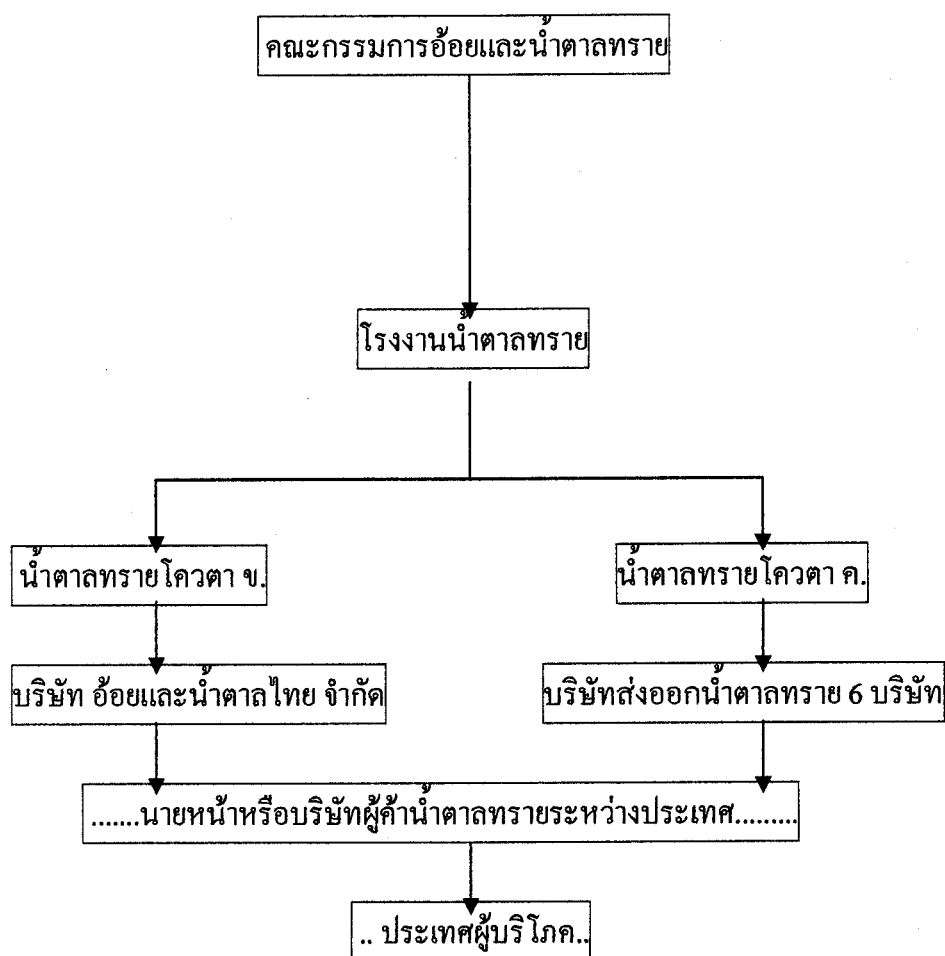 คณะกรรมการอ้อยและน้ำตาลทราย
โรงงานน้ำตาลทราย
น้ำตาลทรายโควตา ข.
น้ำตาลทรายโควตา ค.
บริษัท อ้อยและน้ำตาลไทย จำกัด
บริษัทส่งออกน้ำตาลทราย 6 บริษัท
.......นายหน้าหรือบริษัทผู้ค้าน้ำตาลทรายระหว่างประเทศ.........
.. ประเทศผู้บริโภค..